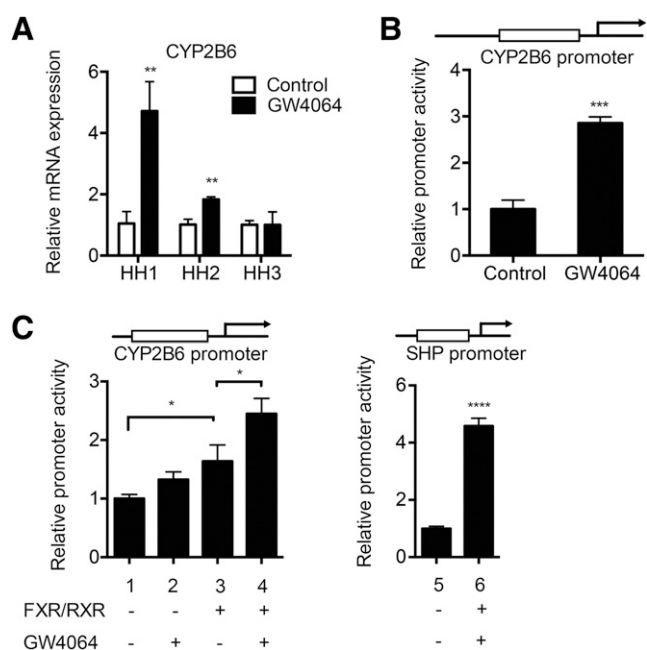 A
CYP2B6
Relative mRNA expression
6
4
2
0
**
**
Control
GW4064
HH1 HH2 HH3
B
CYP2B6 promoter
Relative promoter activity
4
3
2
1
0
***
Control GW4064
C
CYP2B6 promoter
Relative promoter activity
3
2
1
0
*
*
1 2 3 4
FXR/RXR - - + +
GW4064 - + - +
SHP promoter
Relative promoter activity
6
4
2
0
****
5 6
- +
- +